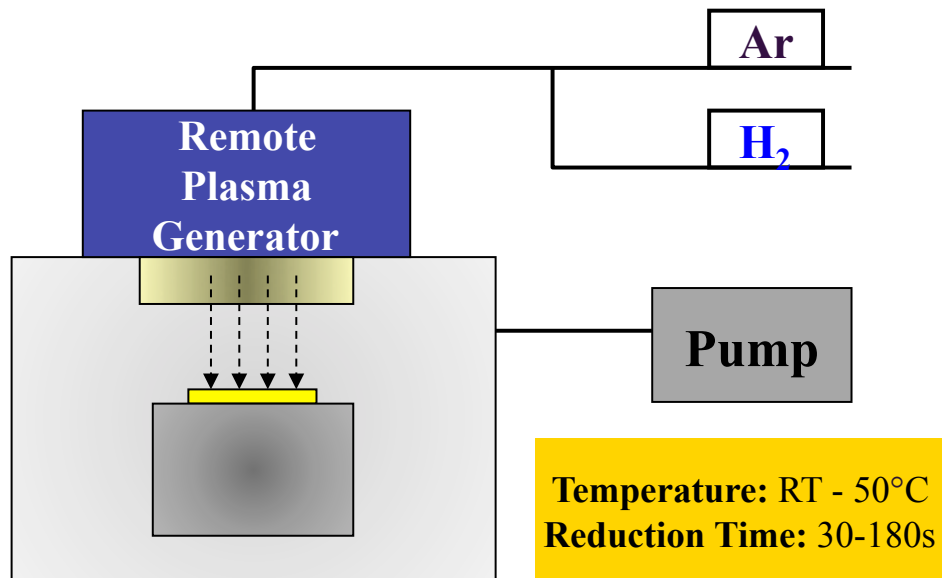 Ar
Remote
Plasma
Generator
H₂
Pump
Temperature: RT - 50°C
Reduction Time: 30-180s